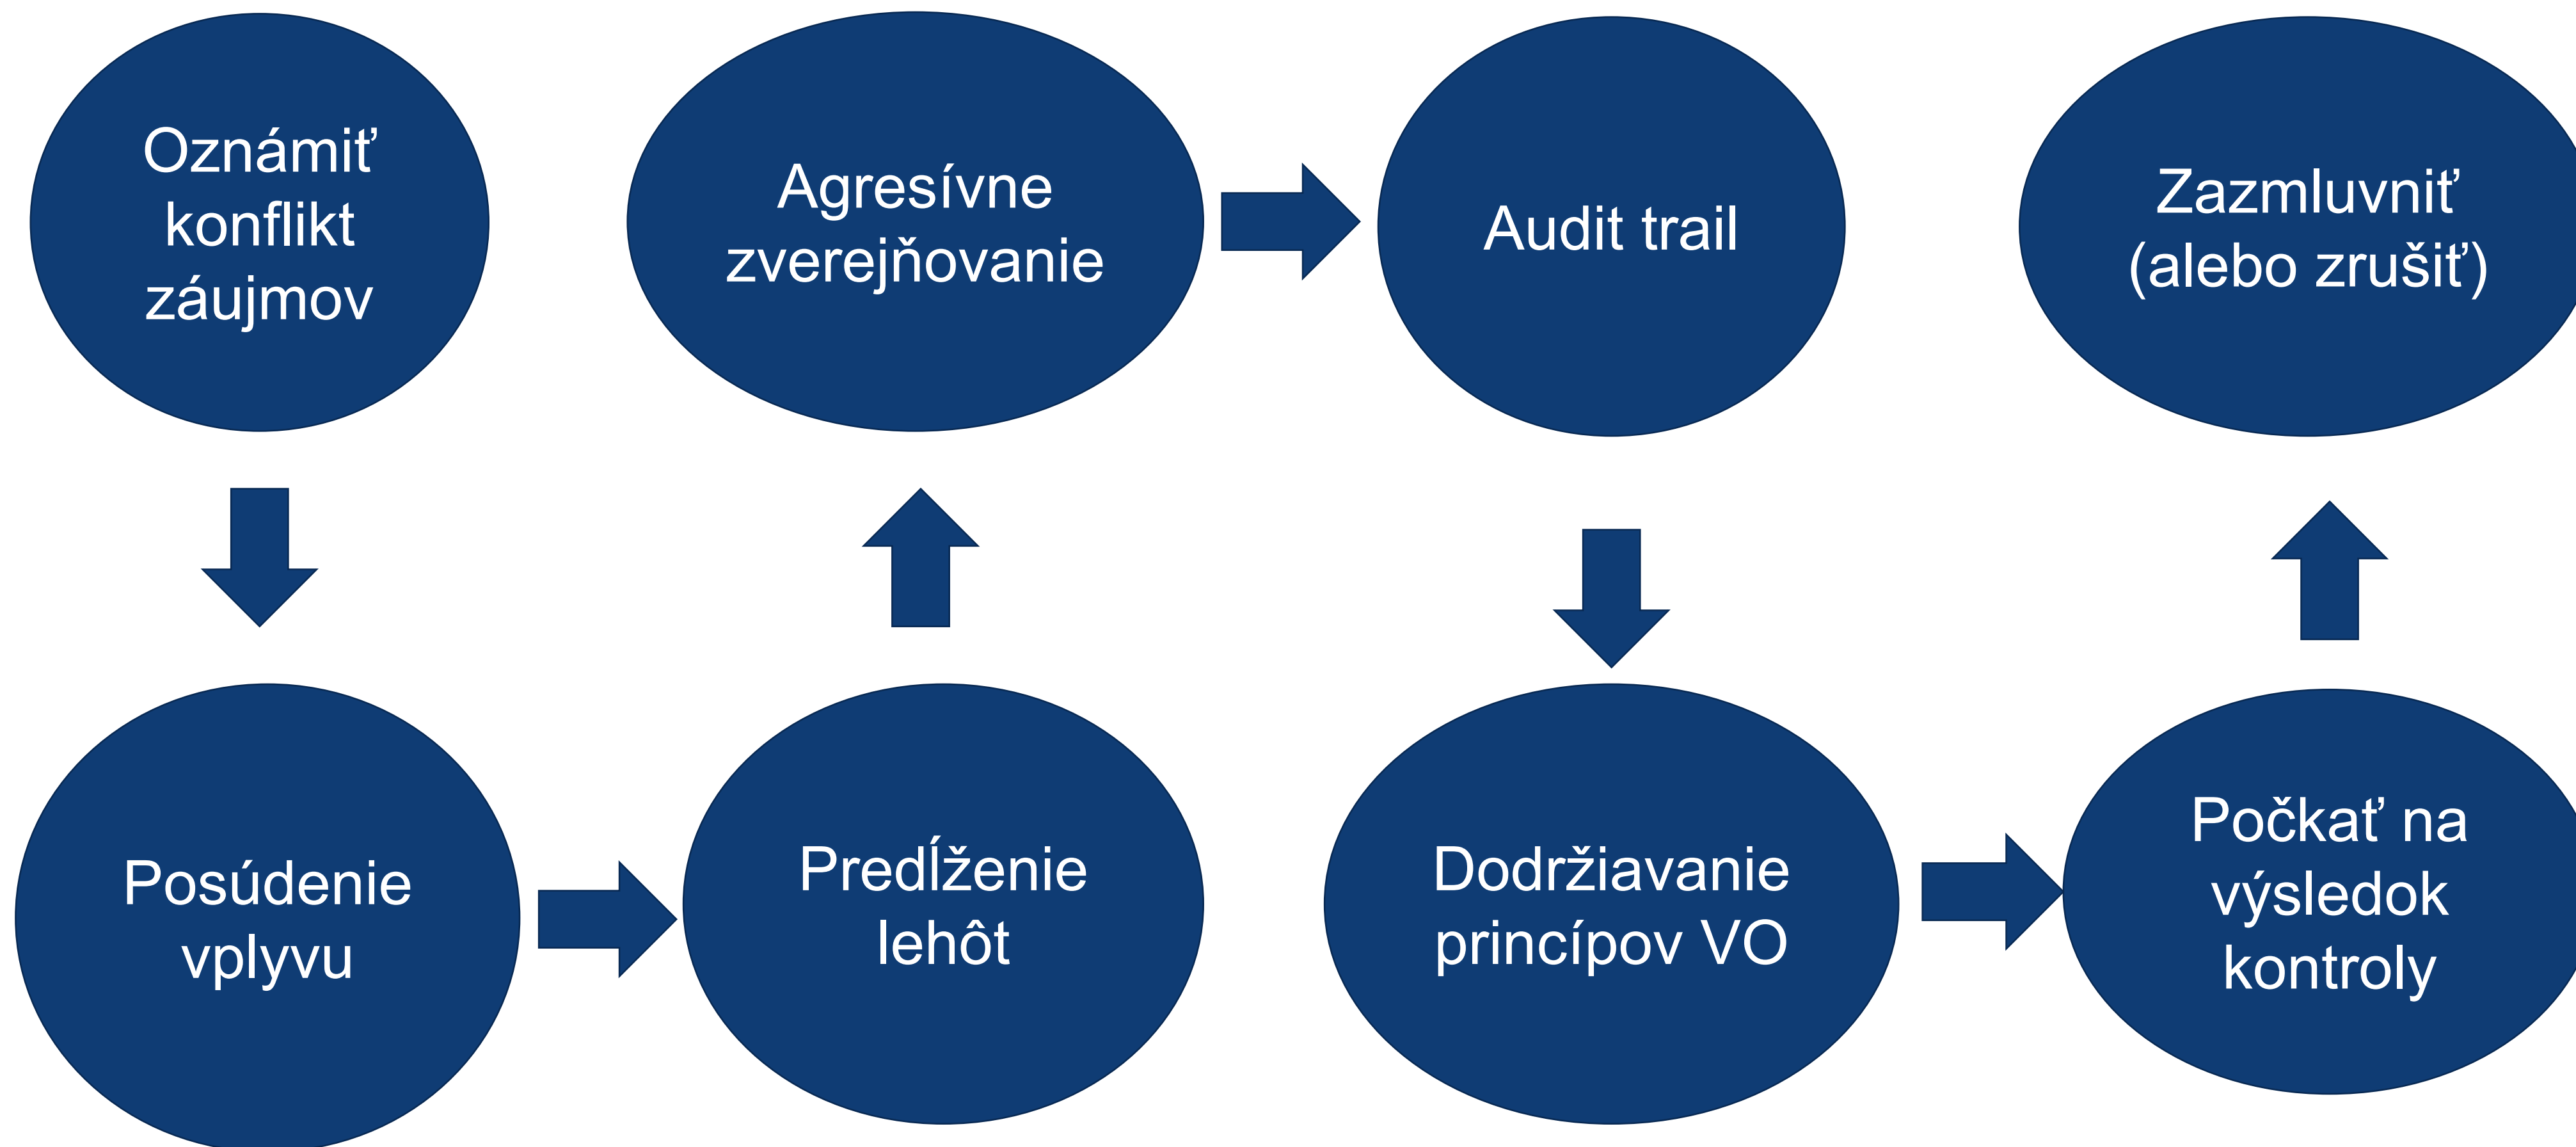 Oznámiť
konflikt
záujmov
Posúdenie
vplyvu
Predĺženie
lehôt
Agresívne
zverejňovanie
Audit trail
Dodržiavanie
princípov VO
Počkať na
výsledok
kontroly
Zazmluvniť
(alebo zrušiť)